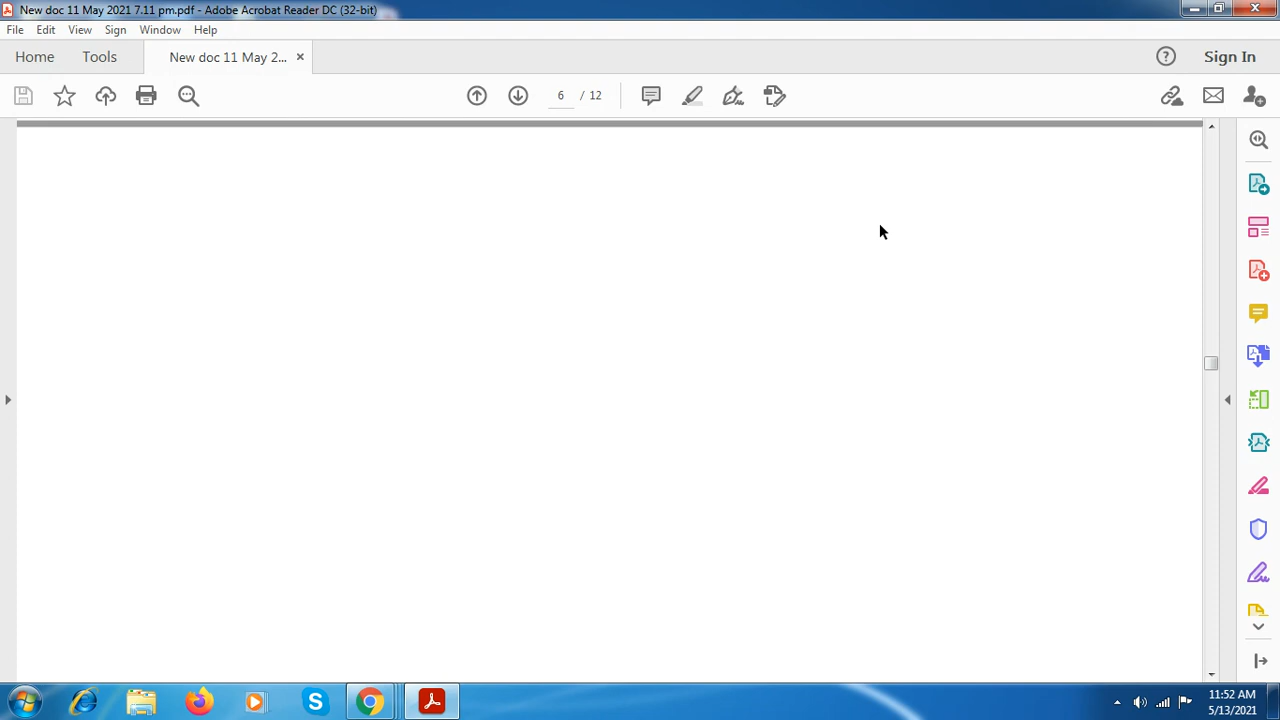 New doc 11 May 2021 7.11 pm.pdf - Adobe Acrobat Reader DC (32-bit)
File Edit View Sign Window Help
Home Tools New doc 11 May 2... × Sign In
6 / 12
11:52 AM
5/13/2021